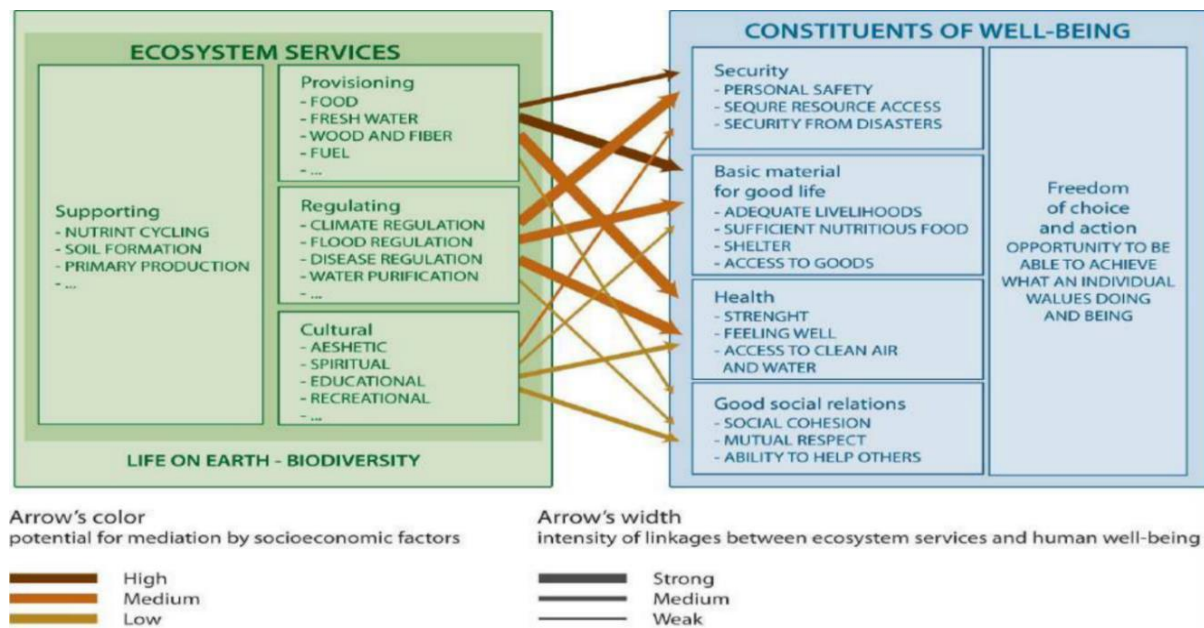 ECOSYSTEM SERVICES
Supporting
- NUTRINT CYCLING
- SOIL FORMATION
- PRIMARY PRODUCTION
- ...
Provisioning
- FOOD
- FRESH WATER
- WOOD AND FIBER
- FUEL
- ...
Regulating
- CLIMATE REGULATION
- FLOOD REGULATION
- DISEASE REGULATION
- WATER PURIFICATION
- ...
Cultural
- AESHETIC
- SPIRITUAL
- EDUCATIONAL
- RECREATIONAL
- ...
LIFE ON EARTH - BIODIVERSITY
CONSTITUENTS OF WELL-BEING
Security
- PERSONAL SAFETY
- SEQURE RESOURCE ACCESS
- SECURITY FROM DISASTERS
Basic material
for good life
- ADEQUATE LIVELIHOODS
- SUFFICIENT NUTRITIOUS FOOD
- SHELTER
- ACCESS TO GOODS
Health
- STRENGHT
- FEELING WELL
- ACCESS TO CLEAN AIR
AND WATER
Good social relations
- SOCIAL COHESION
- MUTUAL RESPECT
- ABILITY TO HELP OTHERS
Freedom
of choice
and action
OPPORTUNITY TO BE
ABLE TO ACHIEVE
WHAT AN INDIVIDUAL
WALUES DOING
AND BEING
Arrow's color
potential for mediation by socioeconomic factors
High
Medium
Low
Arrow's width
intensity of linkages between ecosystem services and human well-being
Strong
Medium
Weak